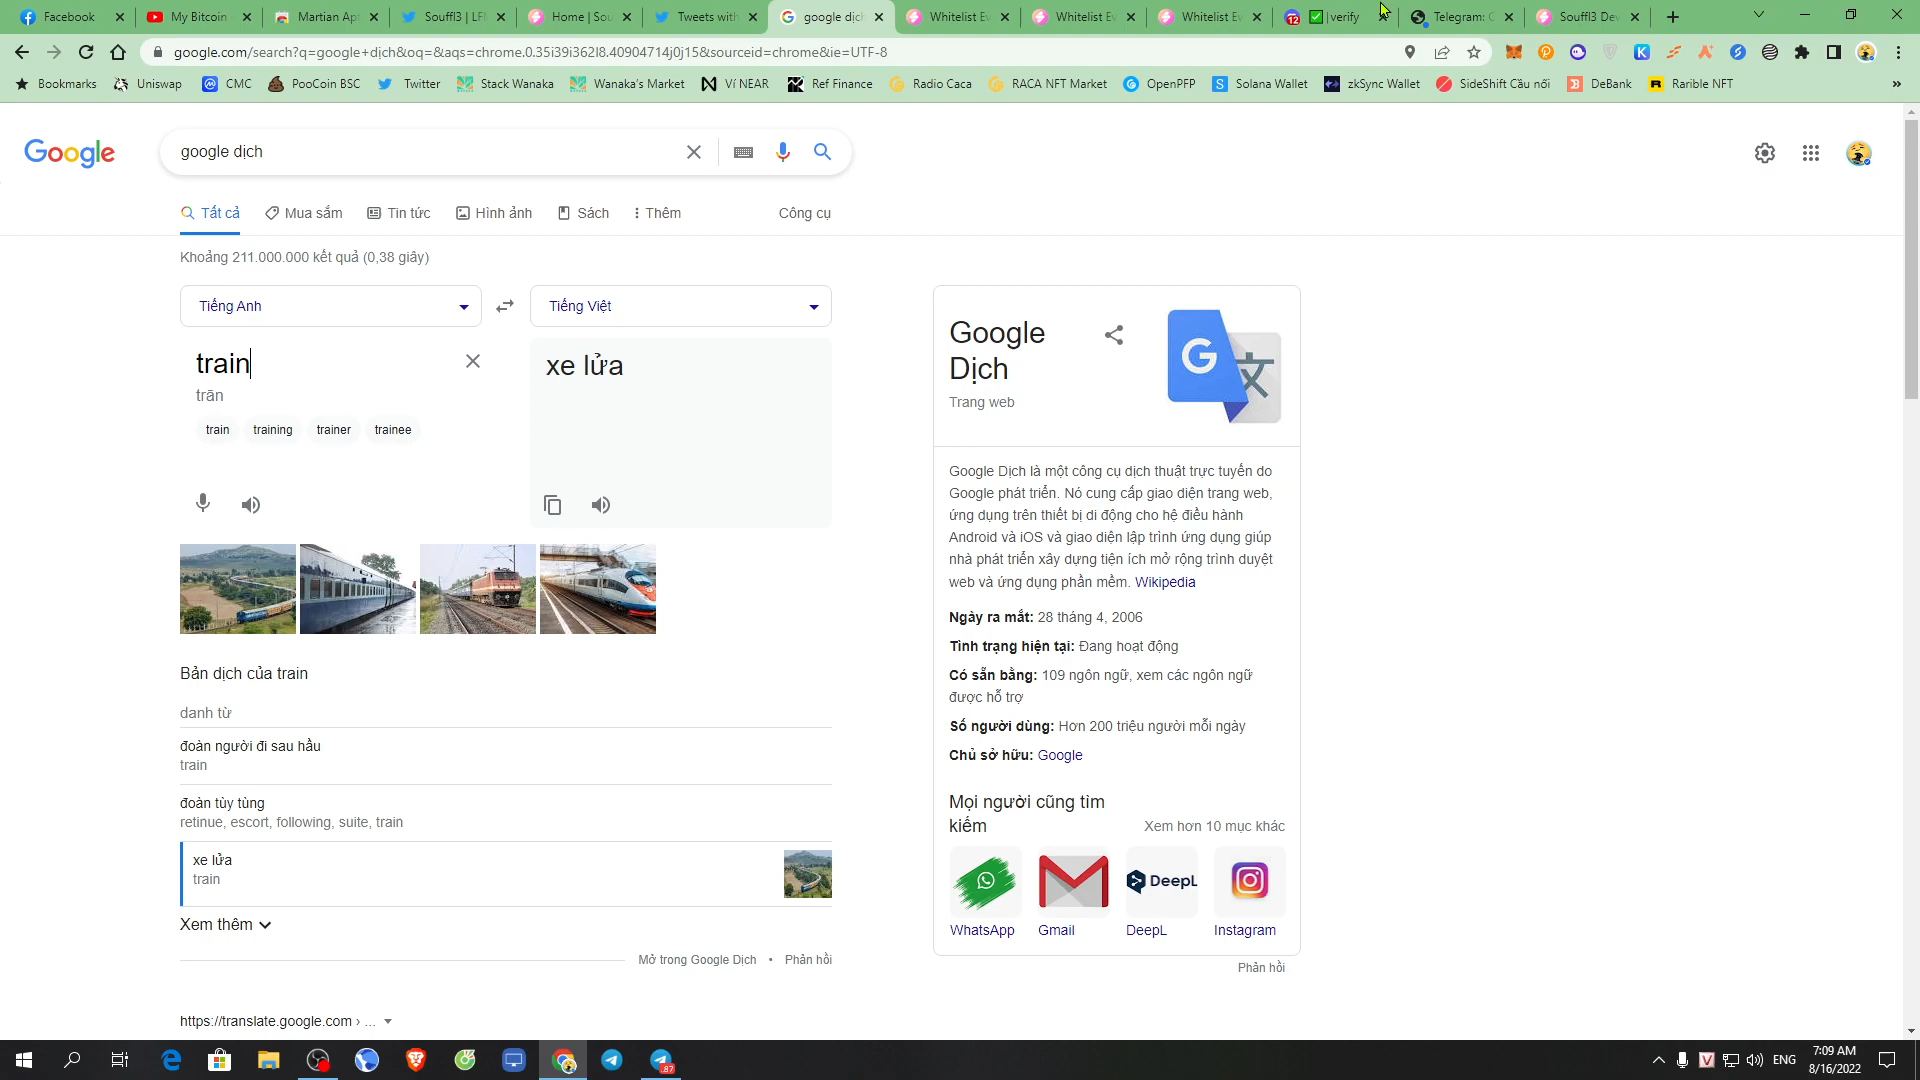 Facebook
My Bitcoin
Martian Apt
Souffl3 | LFI
Home | Sou
Tweets with
google dịch
Whitelist Ev
Whitelist Ev
Whitelist Ev
12
| verify
Telegram: C
Souffl3 Dev
google.com/search?q=google+dịch&oq=&aqs=chrome.0.35i39i362l8.40904714j0j15&sourceid=chrome&ie=UTF-8
Bookmarks
Uniswap
CMC
PooCoin BSC
Twitter
Stack Wanaka
Wanaka's Market
Ví NEAR
Ref Finance
Radio Caca
RACA NFT Market
OpenPFP
Solana Wallet
zkSync Wallet
SideShift Cầu nối
DeBank
Rarible NFT
»
Google
google dịch
Tất cả
Mua sắm
Tin tức
Hình ảnh
Sách
Thêm
Công cụ
Khoảng 211.000.000 kết quả (0,38 giây)
Tiếng Anh
Tiếng Việt
train
xe lửa
trān
train
training
trainer
trainee
Bản dịch của train
danh từ
đoàn người đi sau hầu
train
đoàn tùy tùng
retinue, escort, following, suite, train
xe lửa
train
Xem thêm
Mở trong Google Dịch • Phản hồi
https://translate.google.com › ...
Google
Dịch
Trang web
Google Dịch là một công cụ dịch thuật trực tuyến do
Google phát triển. Nó cung cấp giao diện trang web,
ứng dụng trên thiết bị di động cho hệ điều hành
Android và iOS và giao diện lập trình ứng dụng giúp
nhà phát triển xây dựng tiện ích mở rộng trình duyệt
web và ứng dụng phần mềm. Wikipedia
Ngày ra mắt: 28 tháng 4, 2006
Tình trạng hiện tại: Đang hoạt động
Có sẵn bằng: 109 ngôn ngữ, xem các ngôn ngữ
được hỗ trợ
Số người dùng: Hơn 200 triệu người mỗi ngày
Chủ sở hữu: Google
Mọi người cũng tìm
kiếm
Xem hơn 10 mục khác
DeepL
WhatsApp
Gmail
DeepL
Instagram
Phản hồi
87
ENG
7:09 AM
8/16/2022